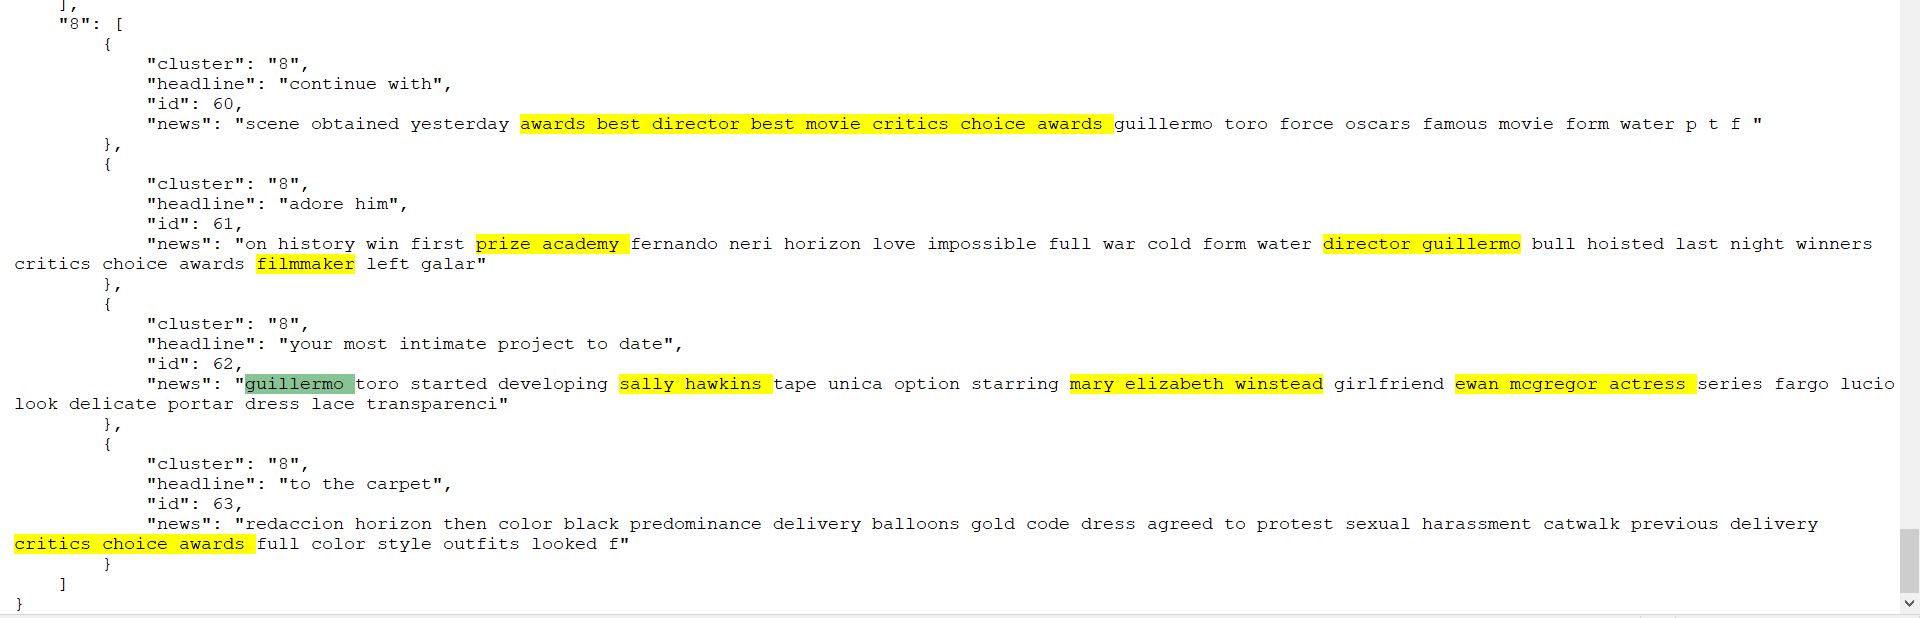 ],
"8": [
{
"cluster": "8",
"headline": "continue with",
"id": 60,
"news": "scene obtained yesterday awards best director best movie critics choice awards guillermo toro force oscars famous movie form water p t f "
},
{
"cluster": "8",
"headline": "adore him",
"id": 61,
"news": "on history win first prize academy fernando neri horizon love impossible full war cold form water director guillermo bull hoisted last night winners
critics choice awards filmmaker left galar"
},
{
"cluster": "8",
"headline": "your most intimate project to date",
"id": 62,
"news": "guillermo toro started developing sally hawkins tape unica option starring mary elizabeth winstead girlfriend ewan mcgregor actress series fargo lucio
look delicate portar dress lace transparenci"
},
{
"cluster": "8",
"headline": "to the carpet",
"id": 63,
"news": "redaccion horizon then color black predominance delivery balloons gold code dress agreed to protest sexual harassment catwalk previous delivery
critics choice awards full color style outfits looked f"
}
]
}